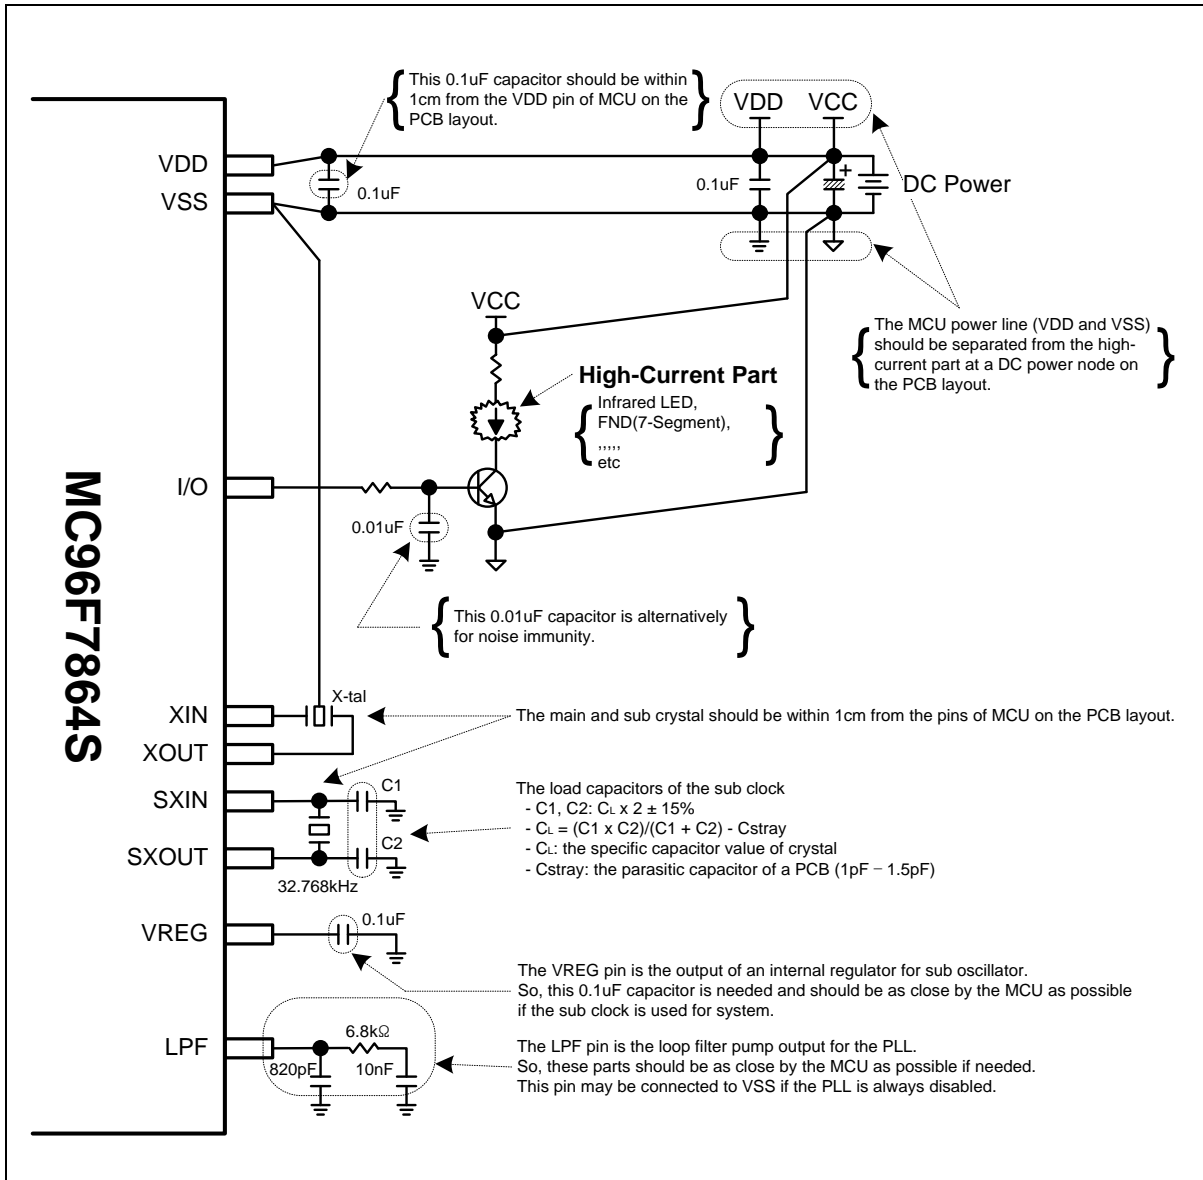 This 0.1uF capacitor should be within
1cm from the VDD pin of MCU on the
PCB layout.
VDD
VCC
VDD
0.1uF
0.1uF
+
DC Power
VSS
VCC
The MCU power line (VDD and VSS)
should be separated from the high-
current part at a DC power node on
the PCB layout.
High-Current Part
Infrared LED,
FND(7-Segment),
,,,,,
etc
MC96F7864S
I/O
0.01uF
This 0.01uF capacitor is alternatively
for noise immunity.
X-tal
XIN
The main and sub crystal should be within 1cm from the pins of MCU on the PCB layout.
XOUT
SXIN
C1
SXOUT
C2
32.768kHz
The load capacitors of the sub clock
- C1, C2: CL x 2 ± 15%
- CL = (C1 x C2)/(C1 + C2) - Cstray
- CL: the specific capacitor value of crystal
- Cstray: the parasitic capacitor of a PCB (1pF – 1.5pF)
VREG
0.1uF
The VREG pin is the output of an internal regulator for sub oscillator.
So, this 0.1uF capacitor is needed and should be as close by the MCU as possible
if the sub clock is used for system.
LPF
6.8kΩ
820pF
10nF
The LPF pin is the loop filter pump output for the PLL.
So, these parts should be as close by the MCU as possible if needed.
This pin may be connected to VSS if the PLL is always disabled.